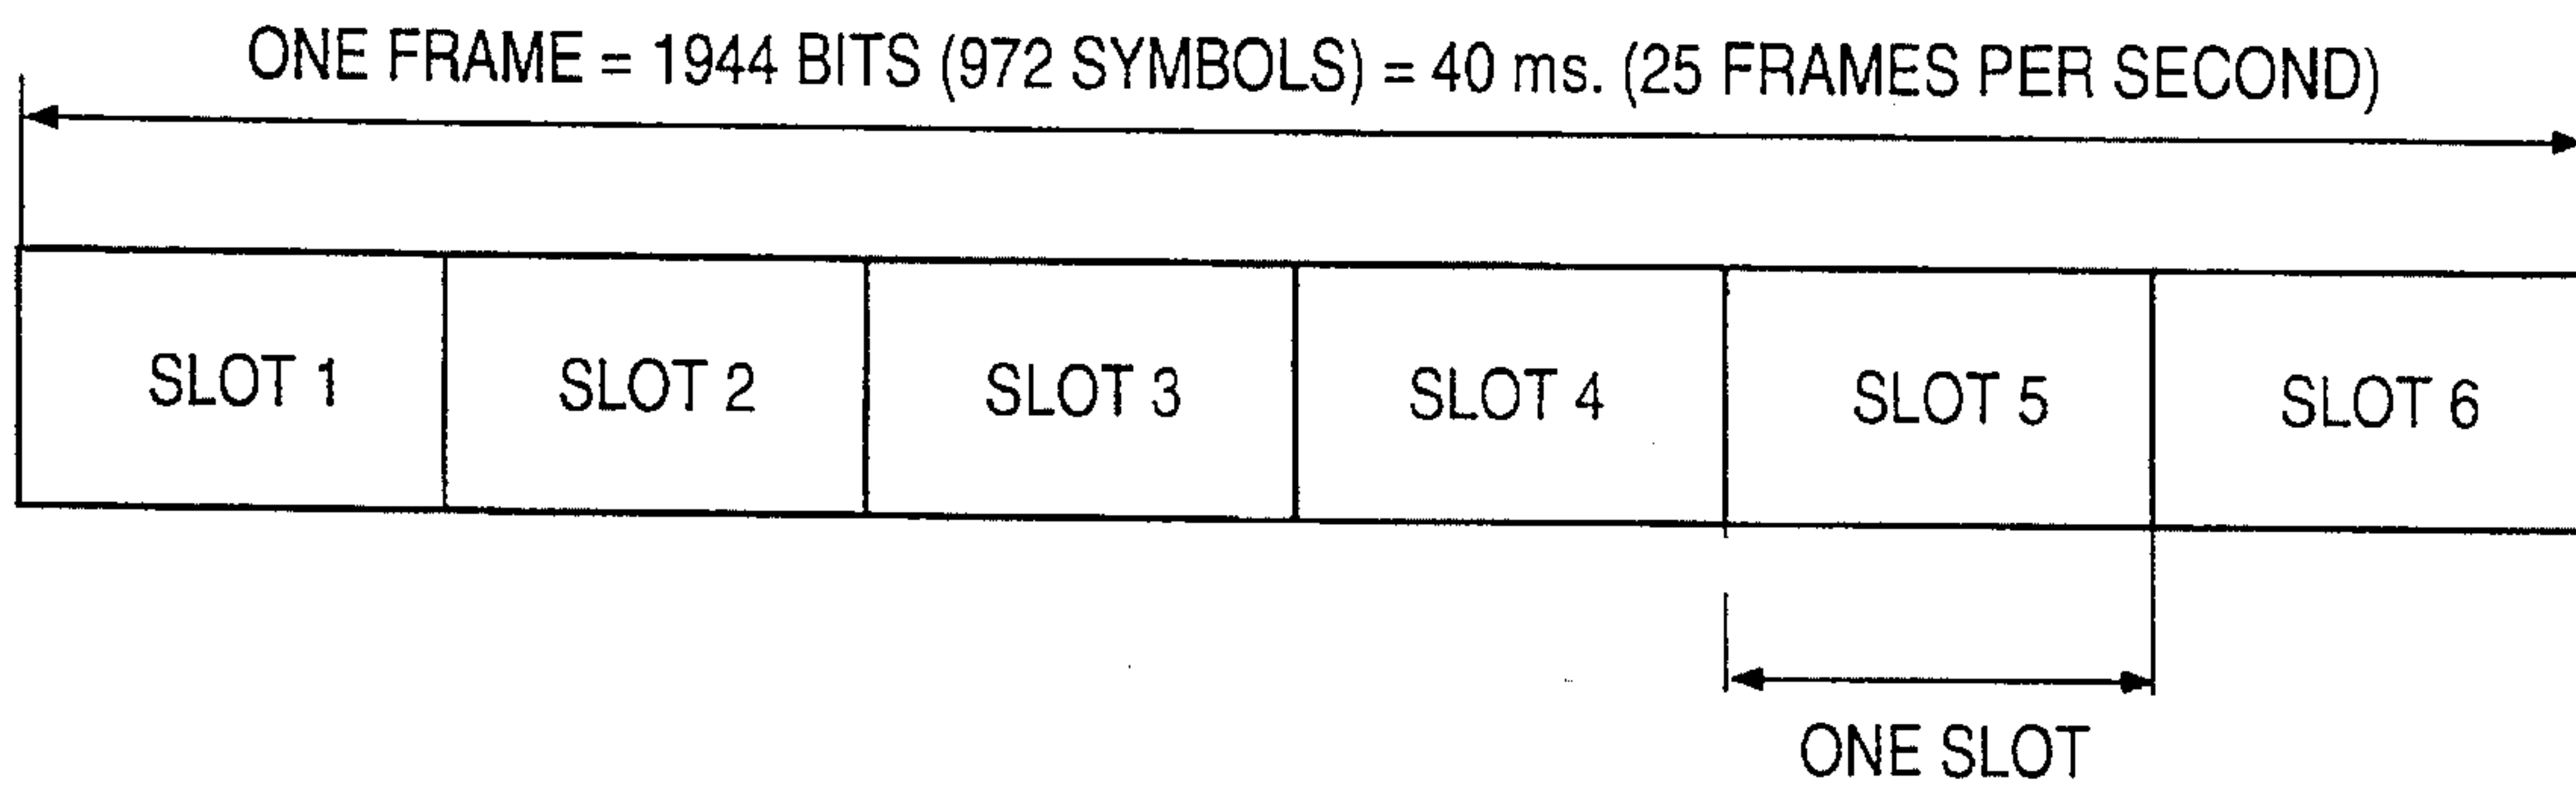 ONE FRAME = 1944 BITS (972 SYMBOLS) = 40 ms. (25 FRAMES PER SECOND)
SLOT 1 SLOT 2 SLOT 3 SLOT 4 SLOT 5 SLOT 6
ONE SLOT